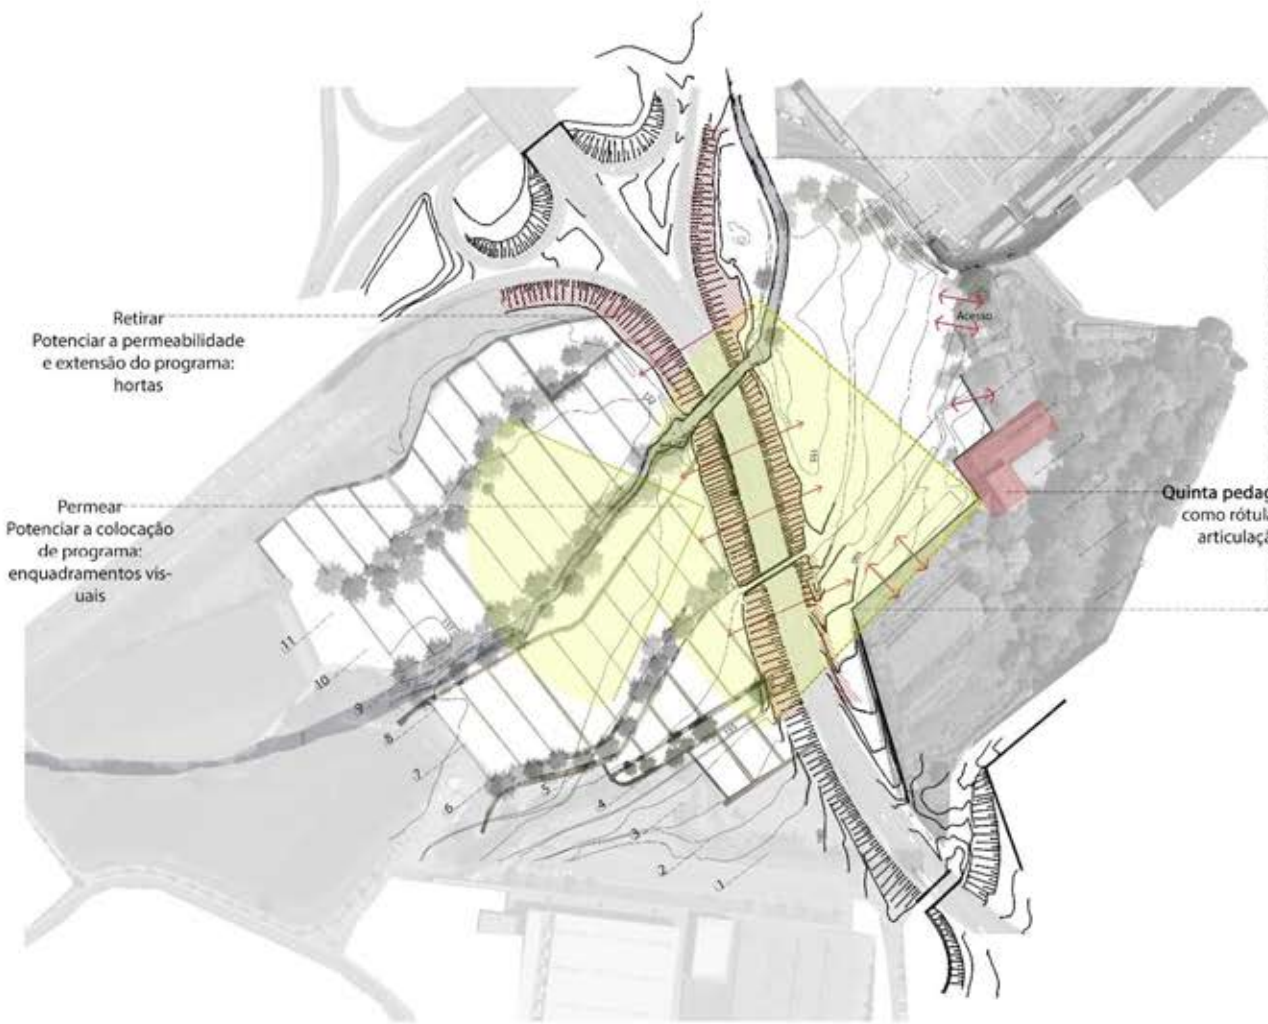 Retirar
Potenciar a permeabilidade
e extensão do programa:
hortas
Acesso
Permear
Potenciar a colocação
de programa:
enquadramentos vis-
uais
Quinta pedag
como rótula
articulaçã
11
10
9
8
7
6
5
4
3
2
1